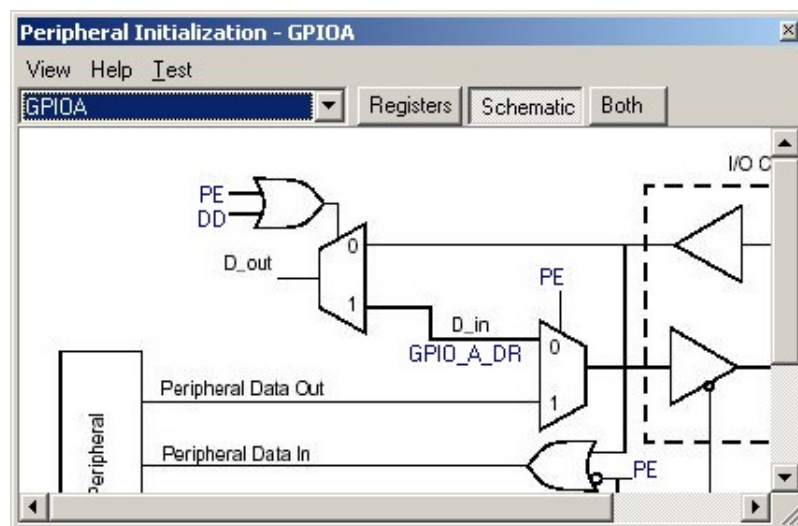 Peripheral Initialization - GPIOA
View Help Test
GPIOA Registers Schematic Both
I/O C
PE
DD
0
D_out
PE
1
D_in
0
GPIO_A_DR
Peripheral Data Out
1
Peripheral
Peripheral Data In
PE